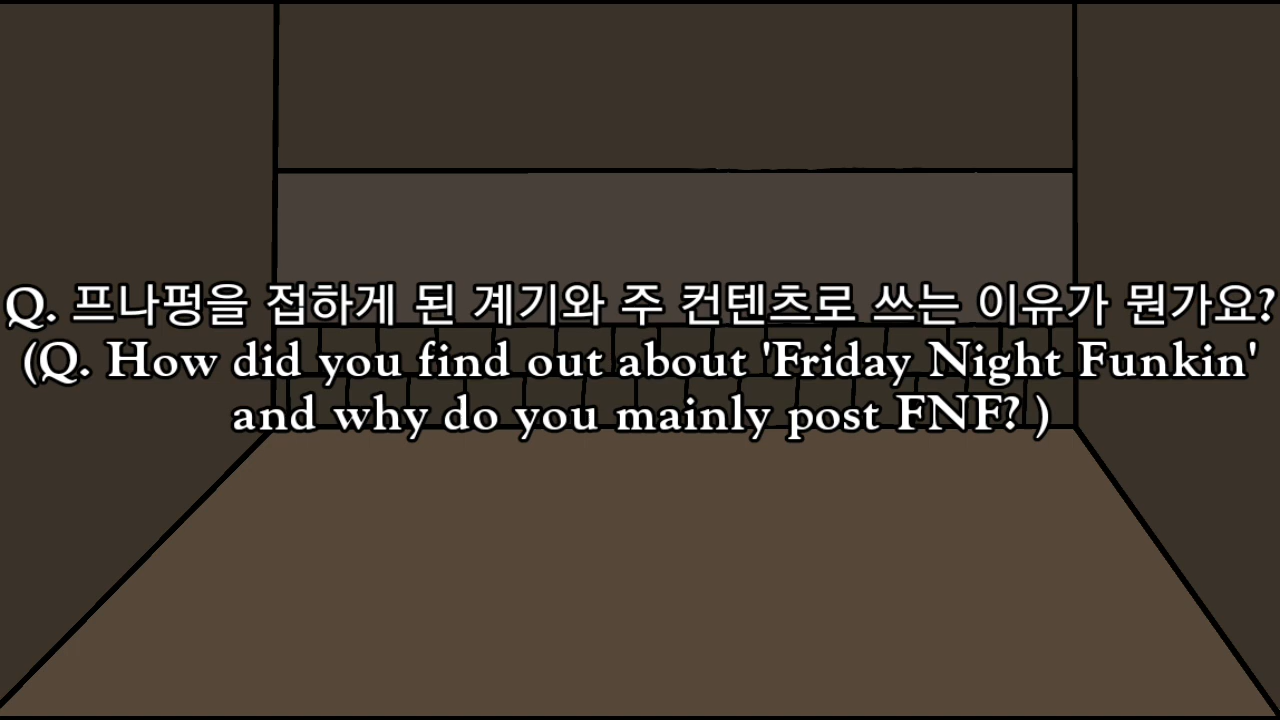 Q. 프나펑을 접하게 된 계기와 주 컨텐츠로 쓰는 이유가 뭔가요?
(Q. How did you find out about 'Friday Night Funkin'
and why do you mainly post FNF? )